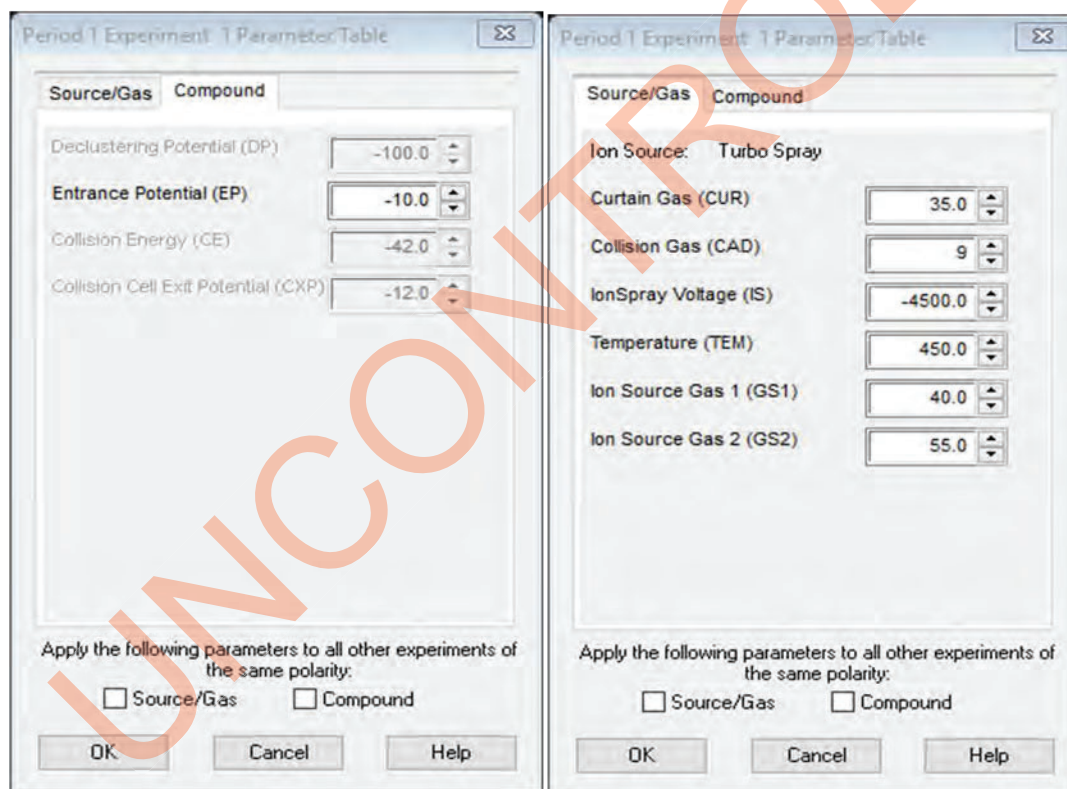 Period 1 Experiment 1 Parameter Table
Source/Gas Compound
Declustering Potential (DP) -100.0
Entrance Potential (EP) -10.0
Collision Energy (CE) -42.0
Collision Cell Exit Potential (CXP) -12.0
Apply the following parameters to all other experiments of
the same polarity:
Source/Gas Compound
OK Cancel Help
Period 1 Experiment 1 Parameter Table
Source/Gas Compound
Ion Source: Turbo Spray
Curtain Gas (CUR) 35.0
Collision Gas (CAD) 9
IonSpray Voltage (IS) -4500.0
Temperature (TEM) 450.0
Ion Source Gas 1 (GS1) 40.0
Ion Source Gas 2 (GS2) 55.0
Apply the following parameters to all other experiments of
the same polarity:
Source/Gas Compound
OK Cancel Help
UNCONTRO